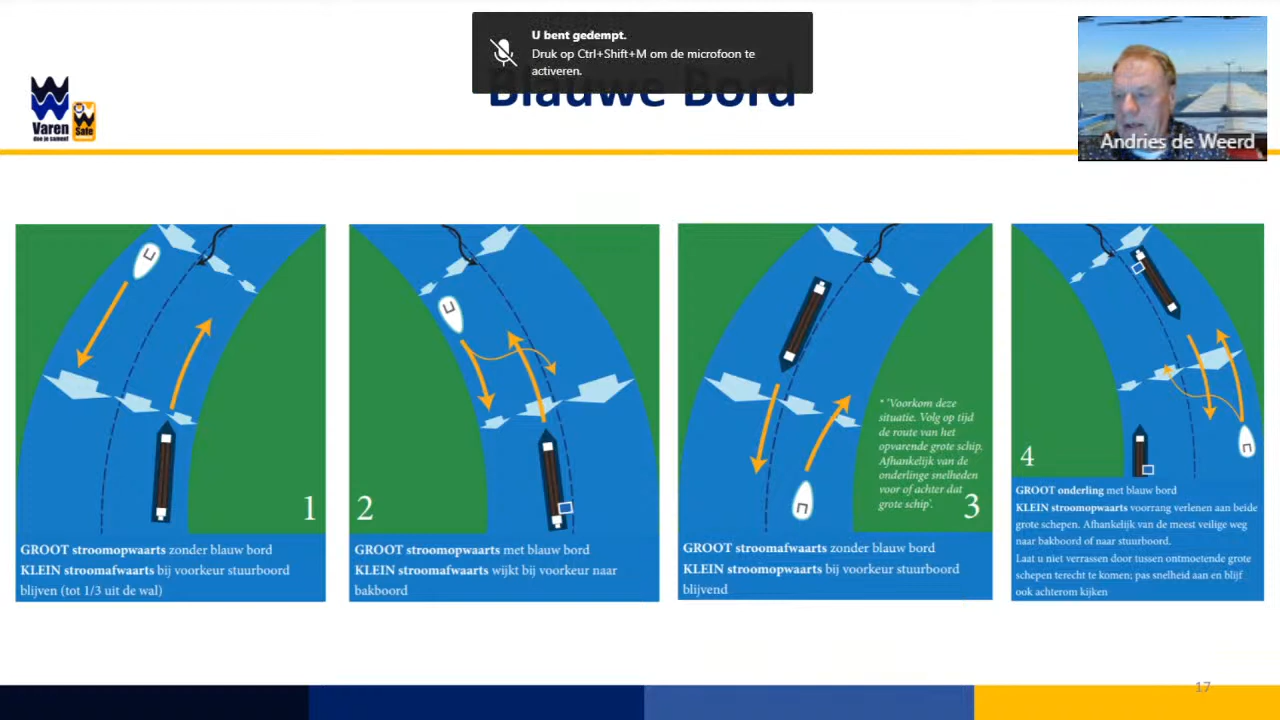 U bent gedempt.
Druk op Ctrl+Shift+M om de microfoon te
activeren.
Blauwe Bord
Varen
doe je samen!
Safe
Andries de Weerd
1
GROOT stroomopwaarts zonder blauw bord
KLEIN stroomafwaarts bij voorkeur stuurboord
blijven (tot 1/3 uit de wal)
2
GROOT stroomopwaarts met blauw bord
KLEIN stroomafwaarts wijkt bij voorkeur naar
bakboord
* 'Voorkom deze
situatie. Volg op tijd
de route van het
opvarende grote schip.
Afhankelijk van de
onderlinge snelheden
voor of achter dat
grote schip'.
3
GROOT stroomafwaarts zonder blauw bord
KLEIN stroomopwaarts bij voorkeur stuurboord
blijvend
4
GROOT onderling met blauw bord
KLEIN stroomopwaarts voorrang verlenen aan beide
grote schepen. Afhankelijk van de meest veilige weg
naar bakboord of naar stuurboord.
Laat u niet verrassen door tussen ontmoetende grote
schepen terecht te komen; pas snelheid aan en blijf
ook achterom kijken
17